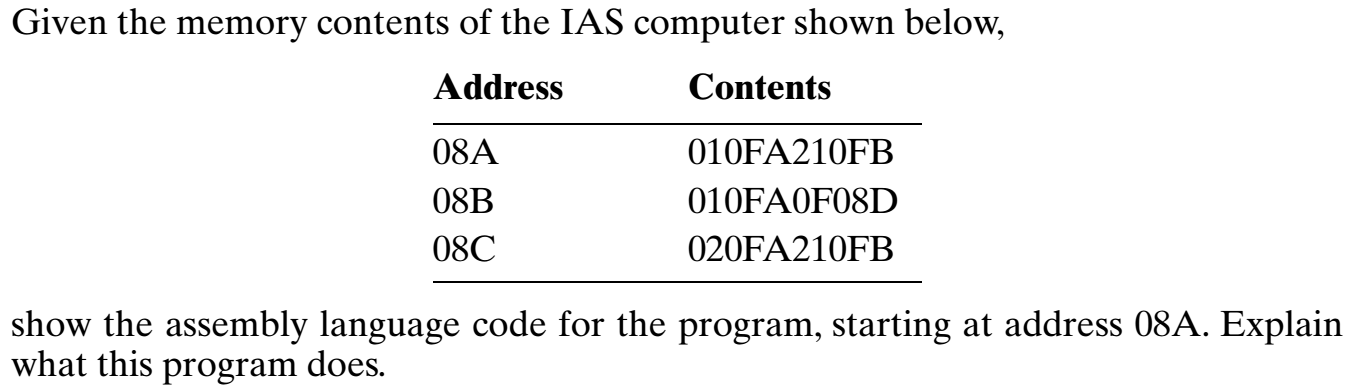 Given the memory contents of the IAS computer shown below,
Address Contents
08A 010FA210FB
08B 010FA0F08D
08C 020FA210FB
show the assembly language code for the program, starting at address 08A. Explain
what this program does.